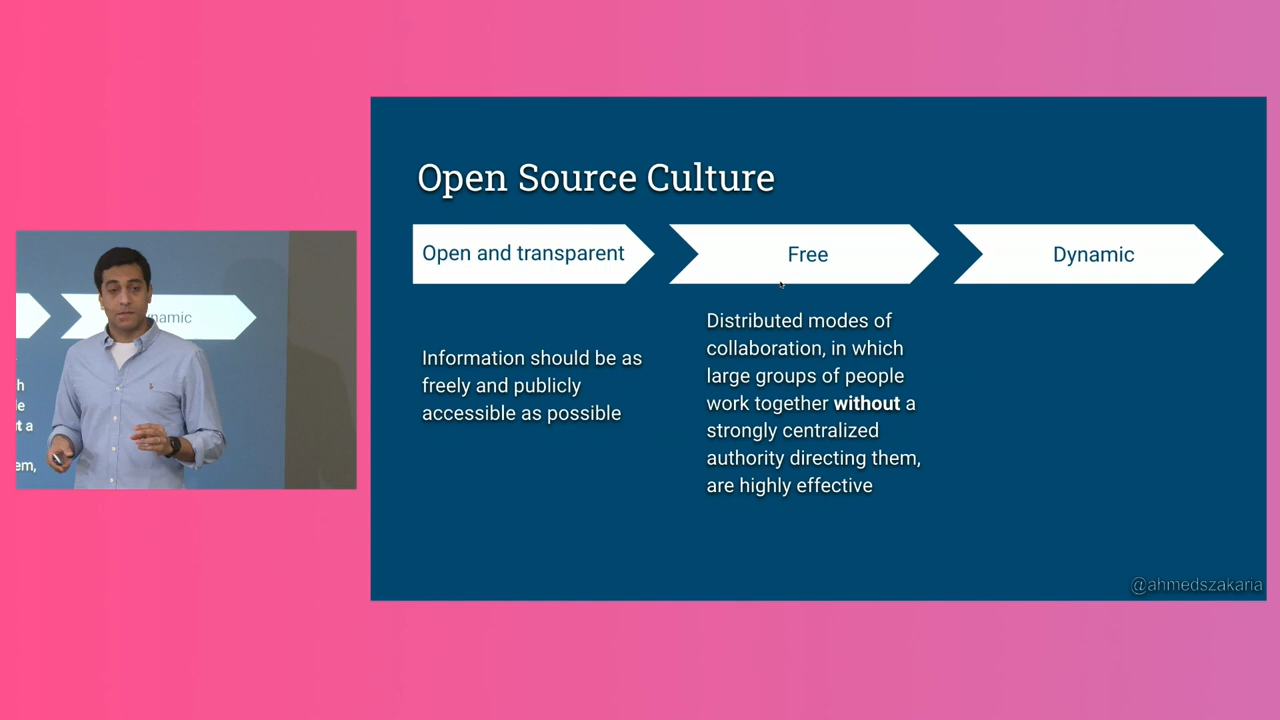 Open Source Culture
Open and transparent
Free
Dynamic
Information should be as
freely and publicly
accessible as possible
Distributed modes of
collaboration, in which
large groups of people
work together without a
strongly centralized
authority directing them,
are highly effective
@ahmedszakaria